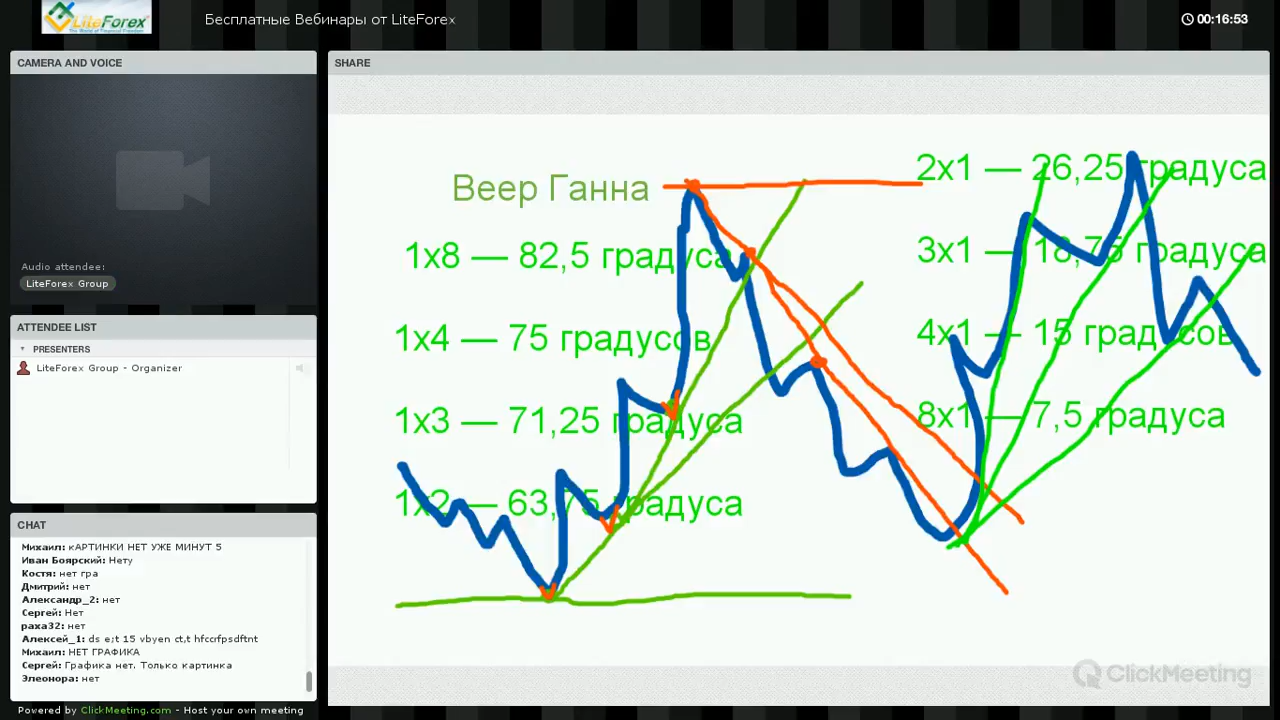 LiteForex
The World of Financial Freedom
Бесплатные Вебинары от LiteForex
00:16:53
CAMERA AND VOICE
Audio attendee:
LiteForex Group
ATTENDEE LIST
PRESENTERS
LiteForex Group - Organizer
CHAT
Михаил: кАРТИНКИ НЕТ УЖЕ МИНУТ 5
Иван Боярский: Нету
Костя: нет гра
Дмитрий: нет
Александр_2: нет
Сергей: Нет
раха32: нет
Алексей_1: ds e;t 15 vbyen ct,t hfccrfpsdftnt
Михаил: НЕТ ГРАФИКА
Сергей: Графика нет. Только картинка
Элеонора: нет
Powered by ClickMeeting.com - Host your own meeting
SHARE
Веер Ганна
1x8 — 82,5 градуса
1x4 — 75 градусов
1x3 — 71,25 градуса
1x2 — 63,75 градуса
2x1 — 26,25 градуса
3x1 — 18,75 градуса
4x1 — 15 градусов
8x1 — 7,5 градуса
ClickMeeting